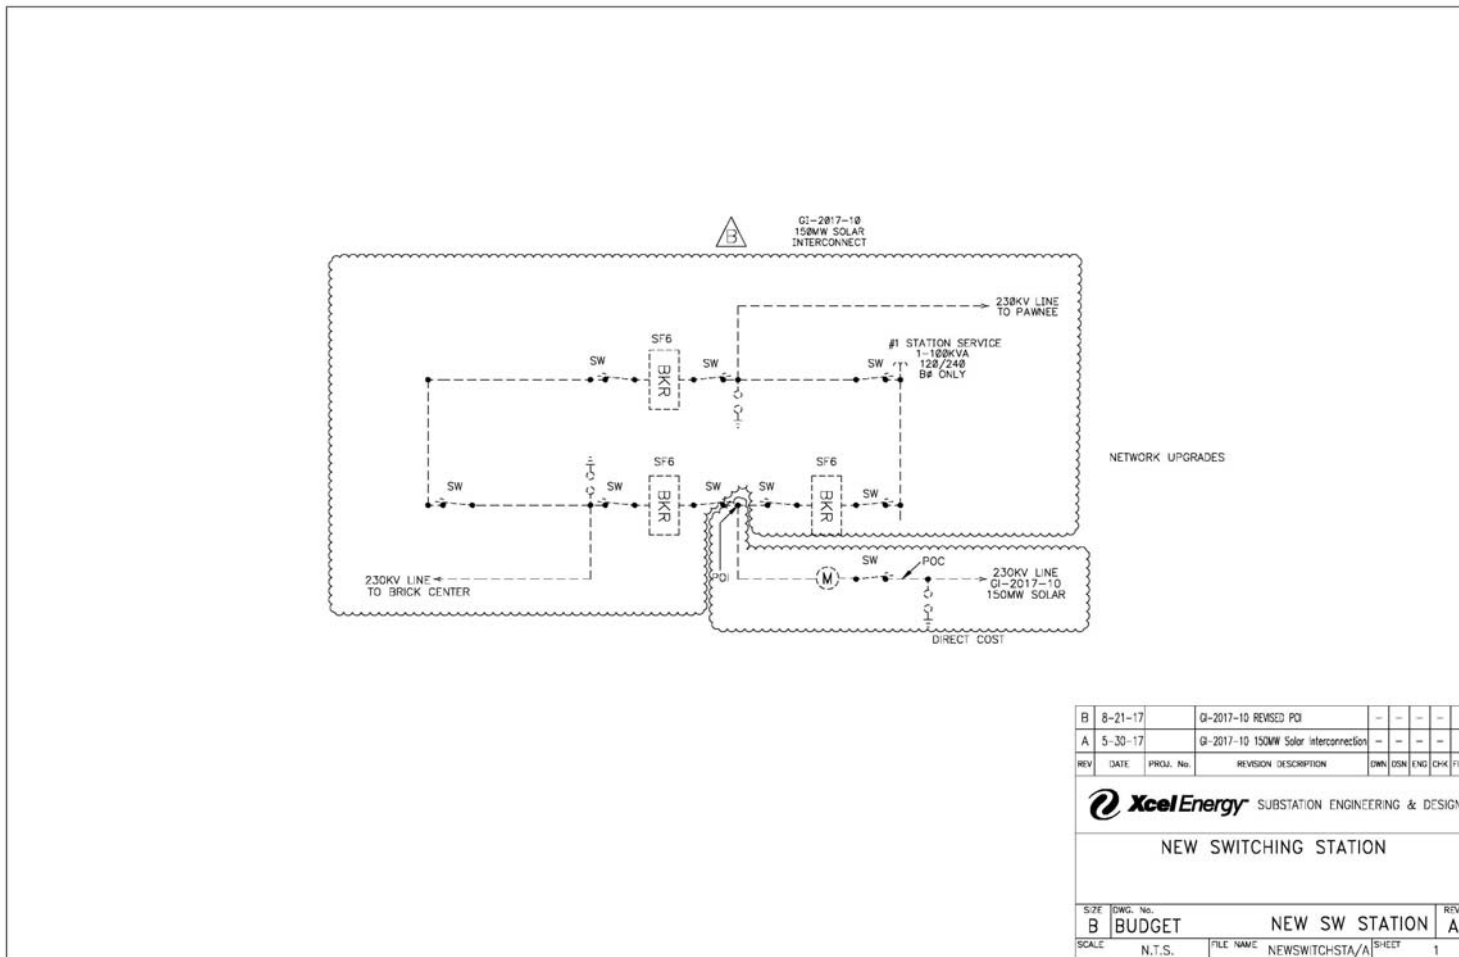 B
GI-2017-10
150MW SOLAR
INTERCONNECT
230KV LINE
TO PAWNEE
SF6
SW
BKR
SW
#1 STATION SERVICE
1-100KVA
120/240
BØ ONLY
SW
SW
SW
SF6
BKR
SW
SW
SF6
BKR
SW
NETWORK UPGRADES
230KV LINE
TO BRICK CENTER
POI
M
SW
POC
230KV LINE
GI-2017-10
150MW SOLAR
DIRECT COST
B 8-21-17 GI-2017-10 REVISED POI - - - -
A 5-30-17 GI-2017-10 150MW Solar Interconnection - - - -
REV DATE PROJ. No. REVISION DESCRIPTION DWN DSN ENG CHK
Xcel Energy SUBSTATION ENGINEERING & DESIGN
NEW SWITCHING STATION
SIZE DWG. No. REV
B BUDGET NEW SW STATION A
SCALE N.T.S. FILE NAME NEWSWITCHSTA/A SHEET 1